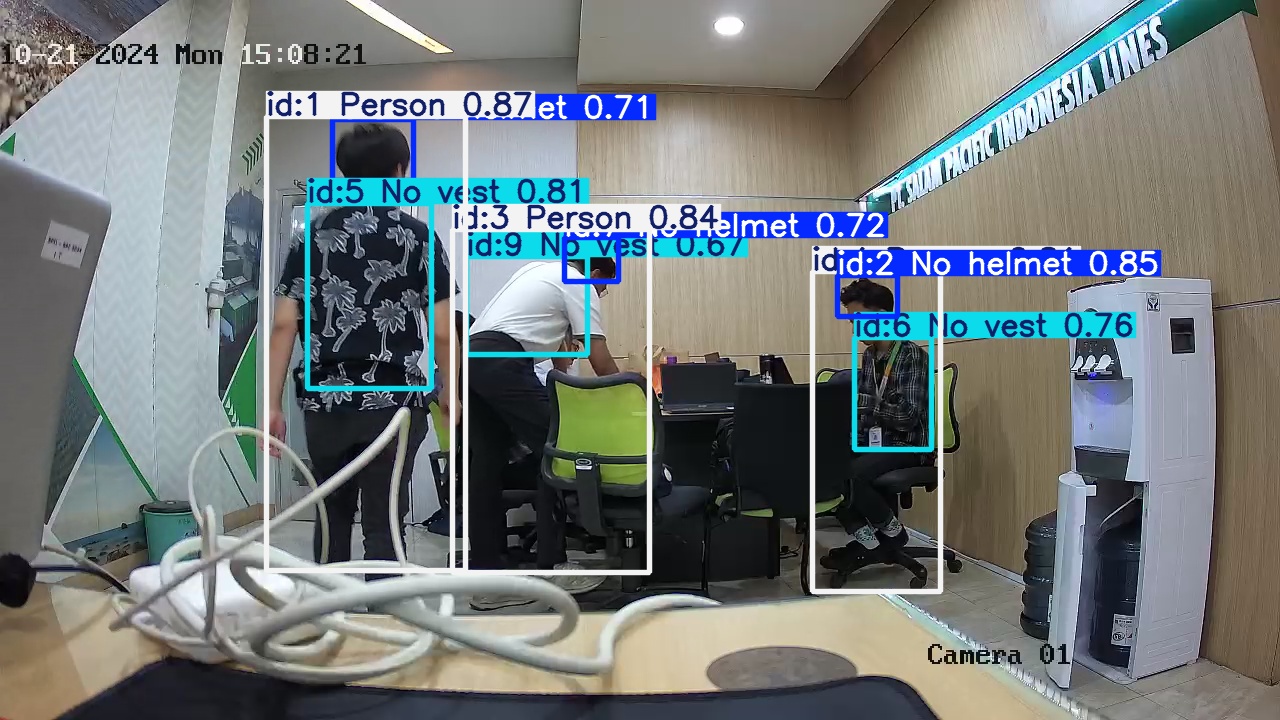 10-21-2024 Mon 15:08:21
PT. SALAM PACIFIC INDONESIA LINES
id:1 Person 0.87
met 0.71
id:5 No vest 0.81
id:3 Person 0.84
No helmet 0.72
id:9 No vest 0.67
id:2 No helmet 0.85
id:6 No vest 0.76
Camera 01